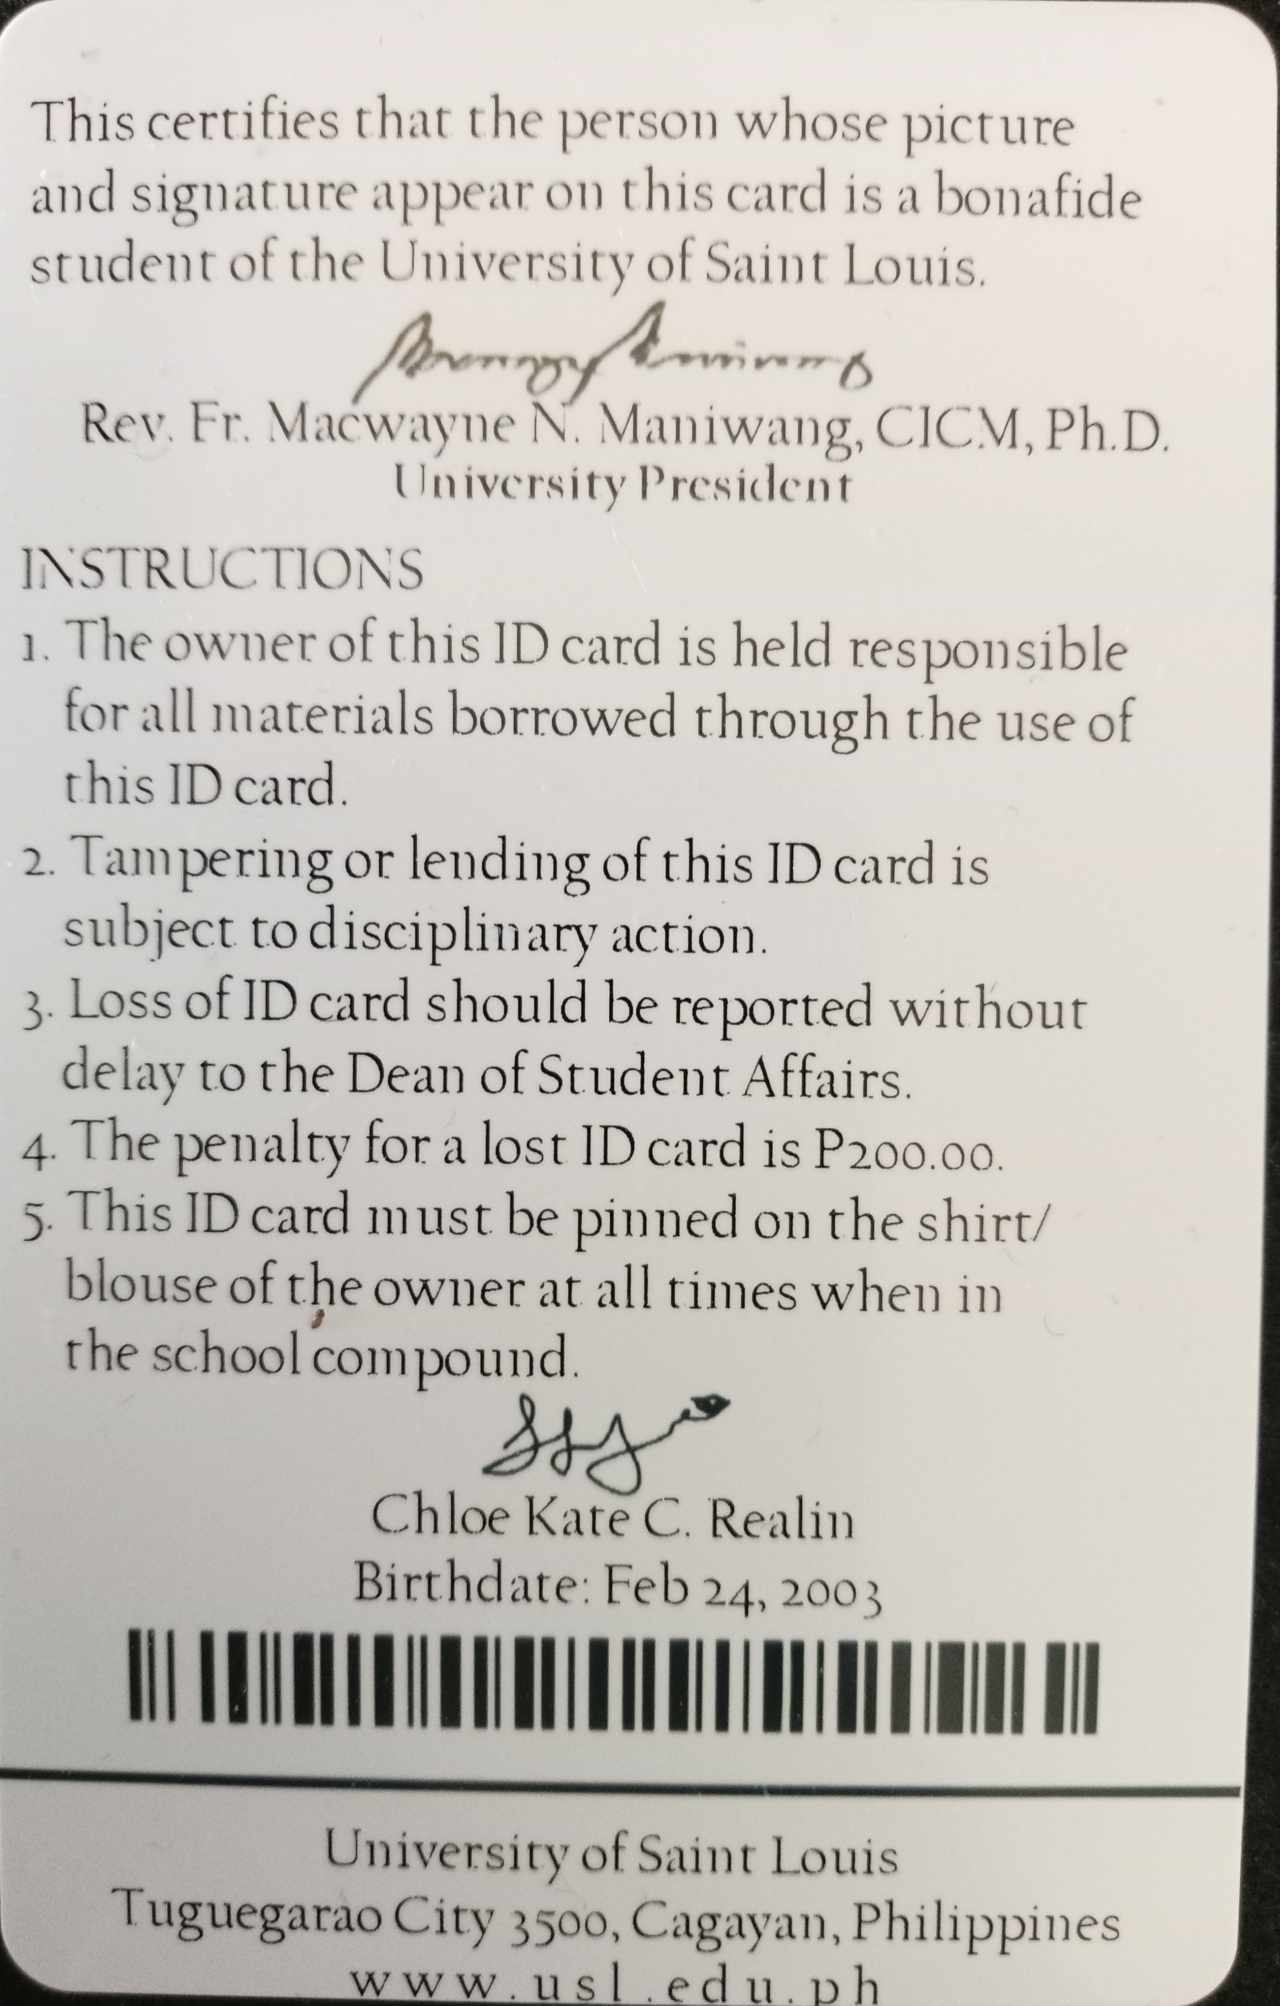 This certifies that the person whose picture
and signature appear on this card is a bonafide
student of the University of Saint Louis.
Rev. Fr. Macwayne N. Maniwang, CICM, Ph.D.
University President
INSTRUCTIONS
1. The owner of this ID card is held responsible
for all materials borrowed through the use of
this ID card.
2. Tampering or lending of this ID card is
subject to disciplinary action.
3. Loss of ID card should be reported without
delay to the Dean of Student Affairs.
4. The penalty for a lost ID card is P200.00.
5. This ID card must be pinned on the shirt/
blouse of the owner at all times when in
the school compound.
Chloe Kate C. Realin
Birthdate: Feb 24, 2003
University of Saint Louis
Tuguegarao City 3500, Cagayan, Philippines
www.usl.edu.ph